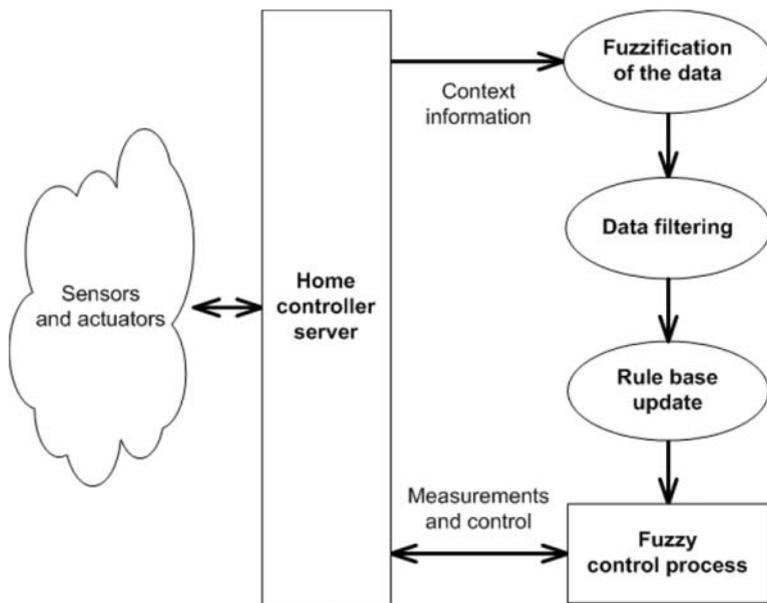 Fuzzification
of the data
Context
information
Data filtering
Sensors
and actuators
Home
controller
server
Rule base
update
Measurements
and control
Fuzzy
control process